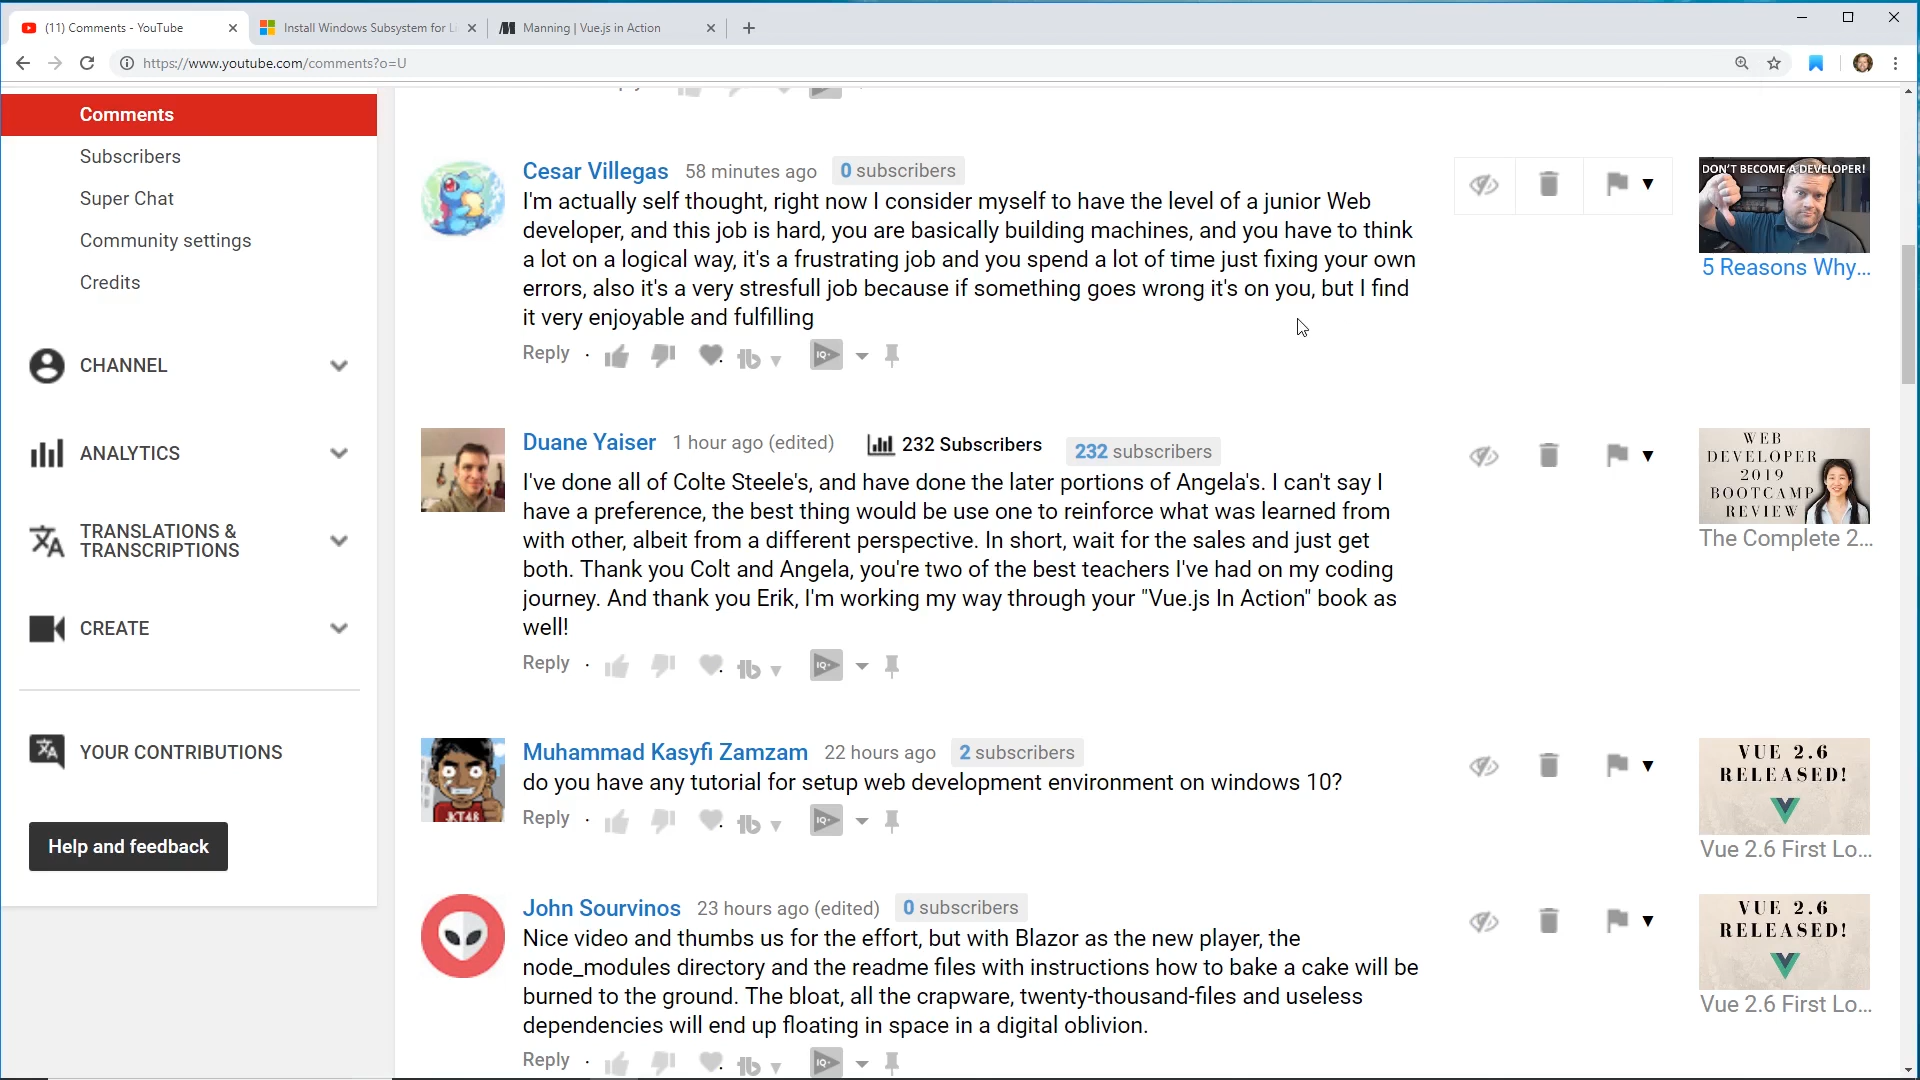 (11) Comments - YouTube
Install Windows Subsystem for Li
Manning | Vue.js in Action
https://www.youtube.com/comments?o=U
Comments
Subscribers
Super Chat
Community settings
Credits
CHANNEL
ANALYTICS
TRANSLATIONS &
TRANSCRIPTIONS
CREATE
YOUR CONTRIBUTIONS
Help and feedback
Cesar Villegas 58 minutes ago 0 subscribers
I'm actually self thought, right now I consider myself to have the level of a junior Web
developer, and this job is hard, you are basically building machines, and you have to think
a lot on a logical way, it's a frustrating job and you spend a lot of time just fixing your own
errors, also it's a very stresfull job because if something goes wrong it's on you, but I find
it very enjoyable and fulfilling
Reply
IQ+
DON'T BECOME A DEVELOPER!
5 Reasons Why...
Duane Yaiser 1 hour ago (edited) 232 Subscribers 232 subscribers
I've done all of Colte Steele's, and have done the later portions of Angela's. I can't say I
have a preference, the best thing would be use one to reinforce what was learned from
with other, albeit from a different perspective. In short, wait for the sales and just get
both. Thank you Colt and Angela, you're two of the best teachers I've had on my coding
journey. And thank you Erik, I'm working my way through your "Vue.js In Action" book as
well!
Reply
IQ+
WEB
DEVELOPER
2019
BOOTCAMP
REVIEW
The Complete 2...
Muhammad Kasyfi Zamzam 22 hours ago 2 subscribers
do you have any tutorial for setup web development environment on windows 10?
Reply
IQ+
JKT48
VUE 2.6
RELEASED!
Vue 2.6 First Lo...
John Sourvinos 23 hours ago (edited) 0 subscribers
Nice video and thumbs us for the effort, but with Blazor as the new player, the
node_modules directory and the readme files with instructions how to bake a cake will be
burned to the ground. The bloat, all the crapware, twenty-thousand-files and useless
dependencies will end up floating in space in a digital oblivion.
Reply
IQ+
VUE 2.6
RELEASED!
Vue 2.6 First Lo...